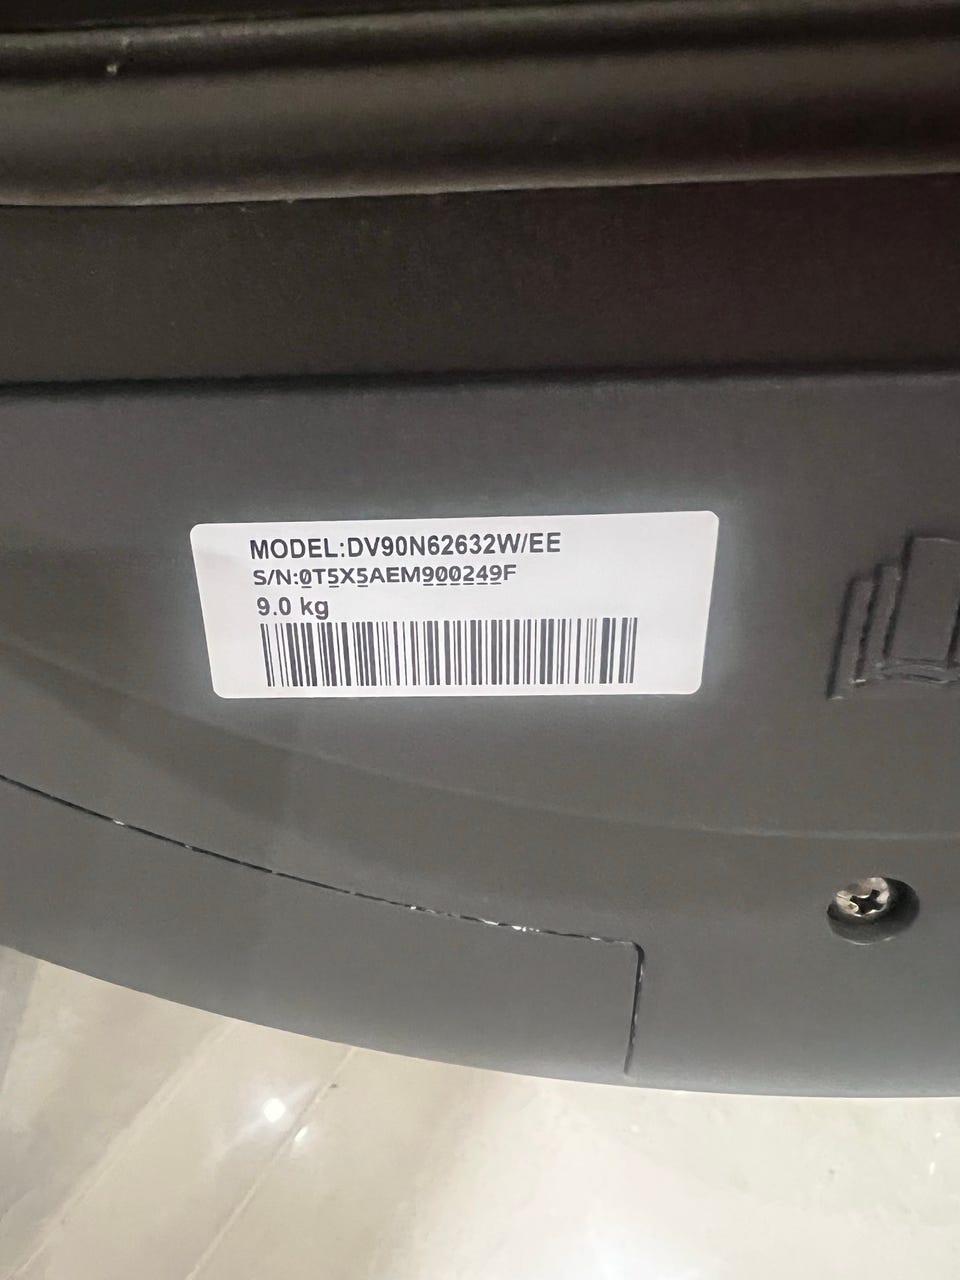 MODEL:DV90N62632W/EE
S/N:0T5X5AEM900249F
9.0 kg